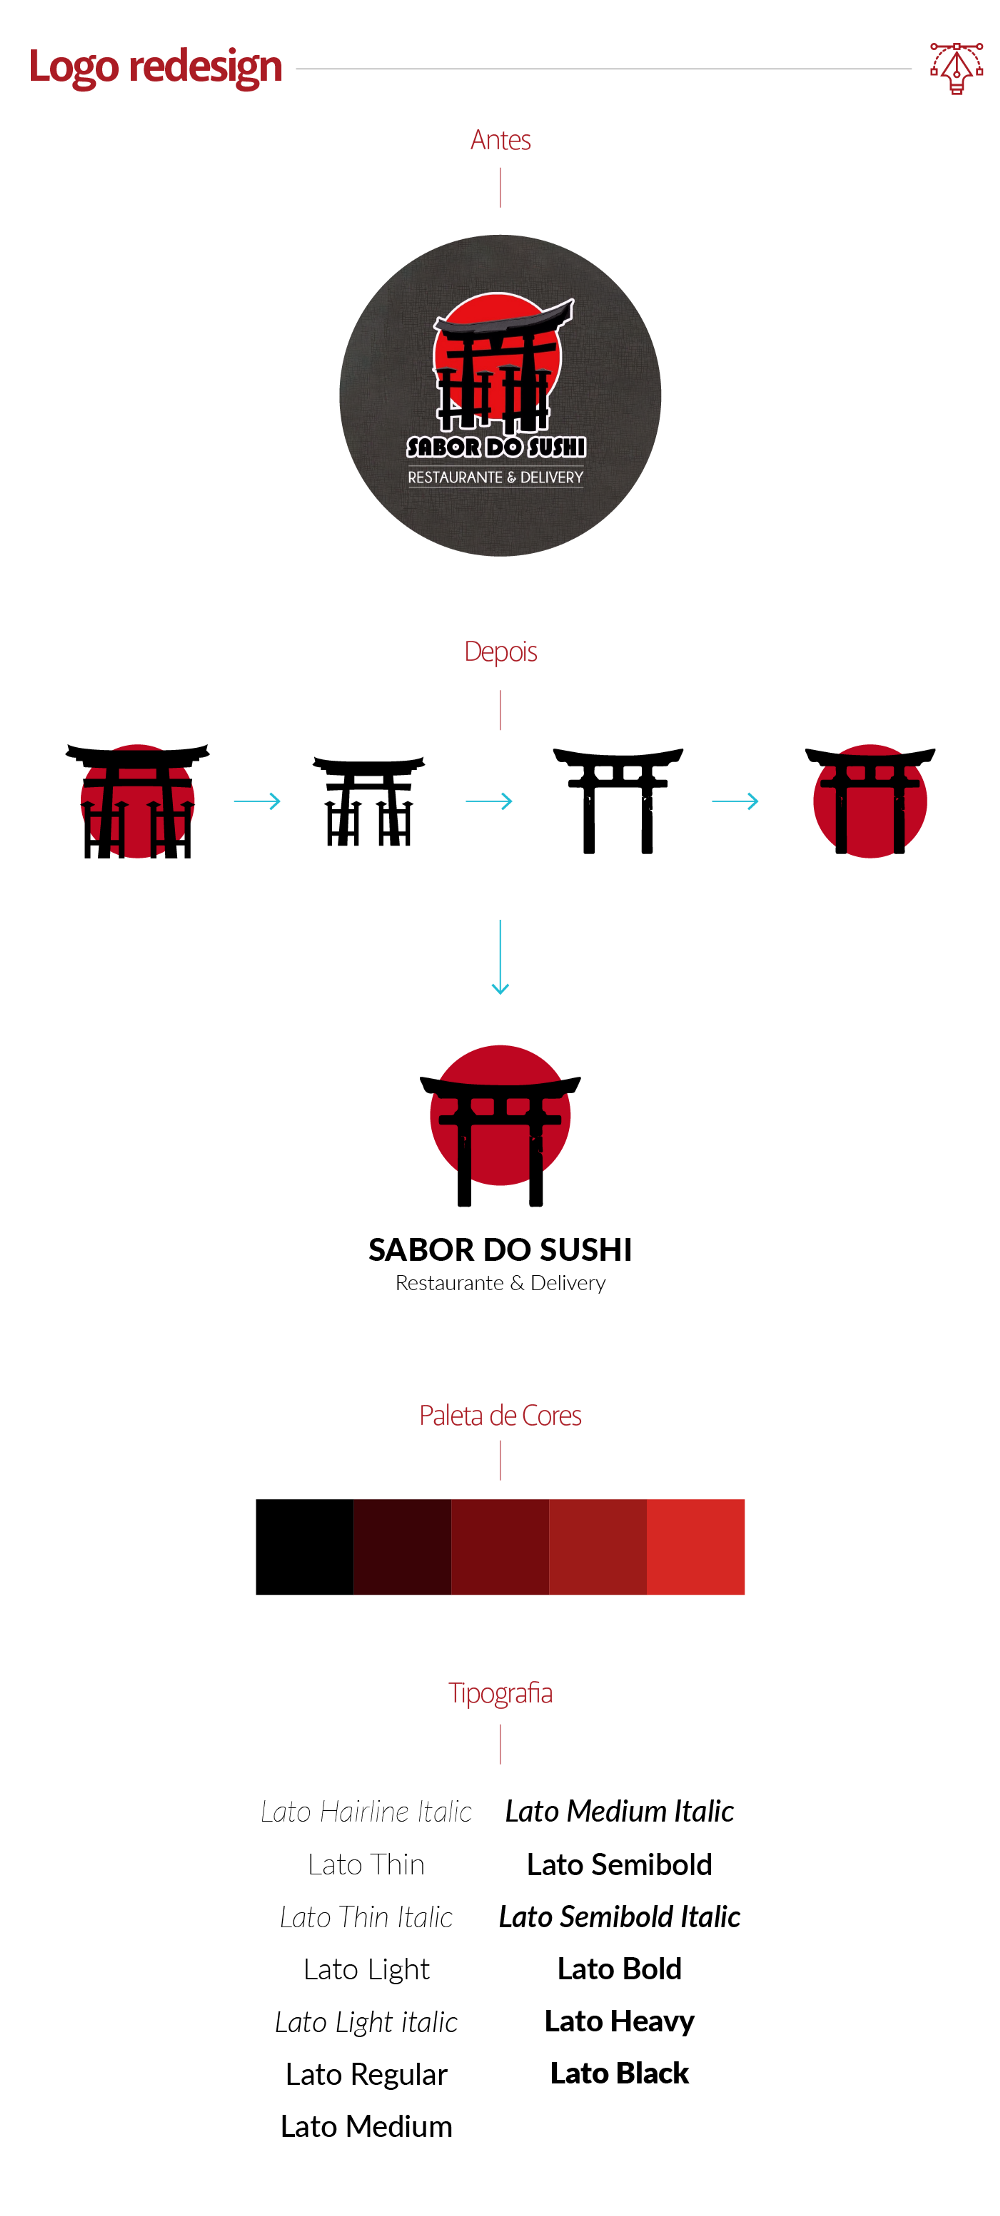 Logo redesign
Antes
SABOR DO SUSHI
RESTAURANTE & DELIVERY
Depois
SABOR DO SUSHI
Restaurante & Delivery
Paleta de Cores
Tipografia
Lato Hairline Italic
Lato Thin
Lato Thin Italic
Lato Light
Lato Light italic
Lato Regular
Lato Medium
Lato Medium Italic
Lato Semibold
Lato Semibold Italic
Lato Bold
Lato Heavy
Lato Black